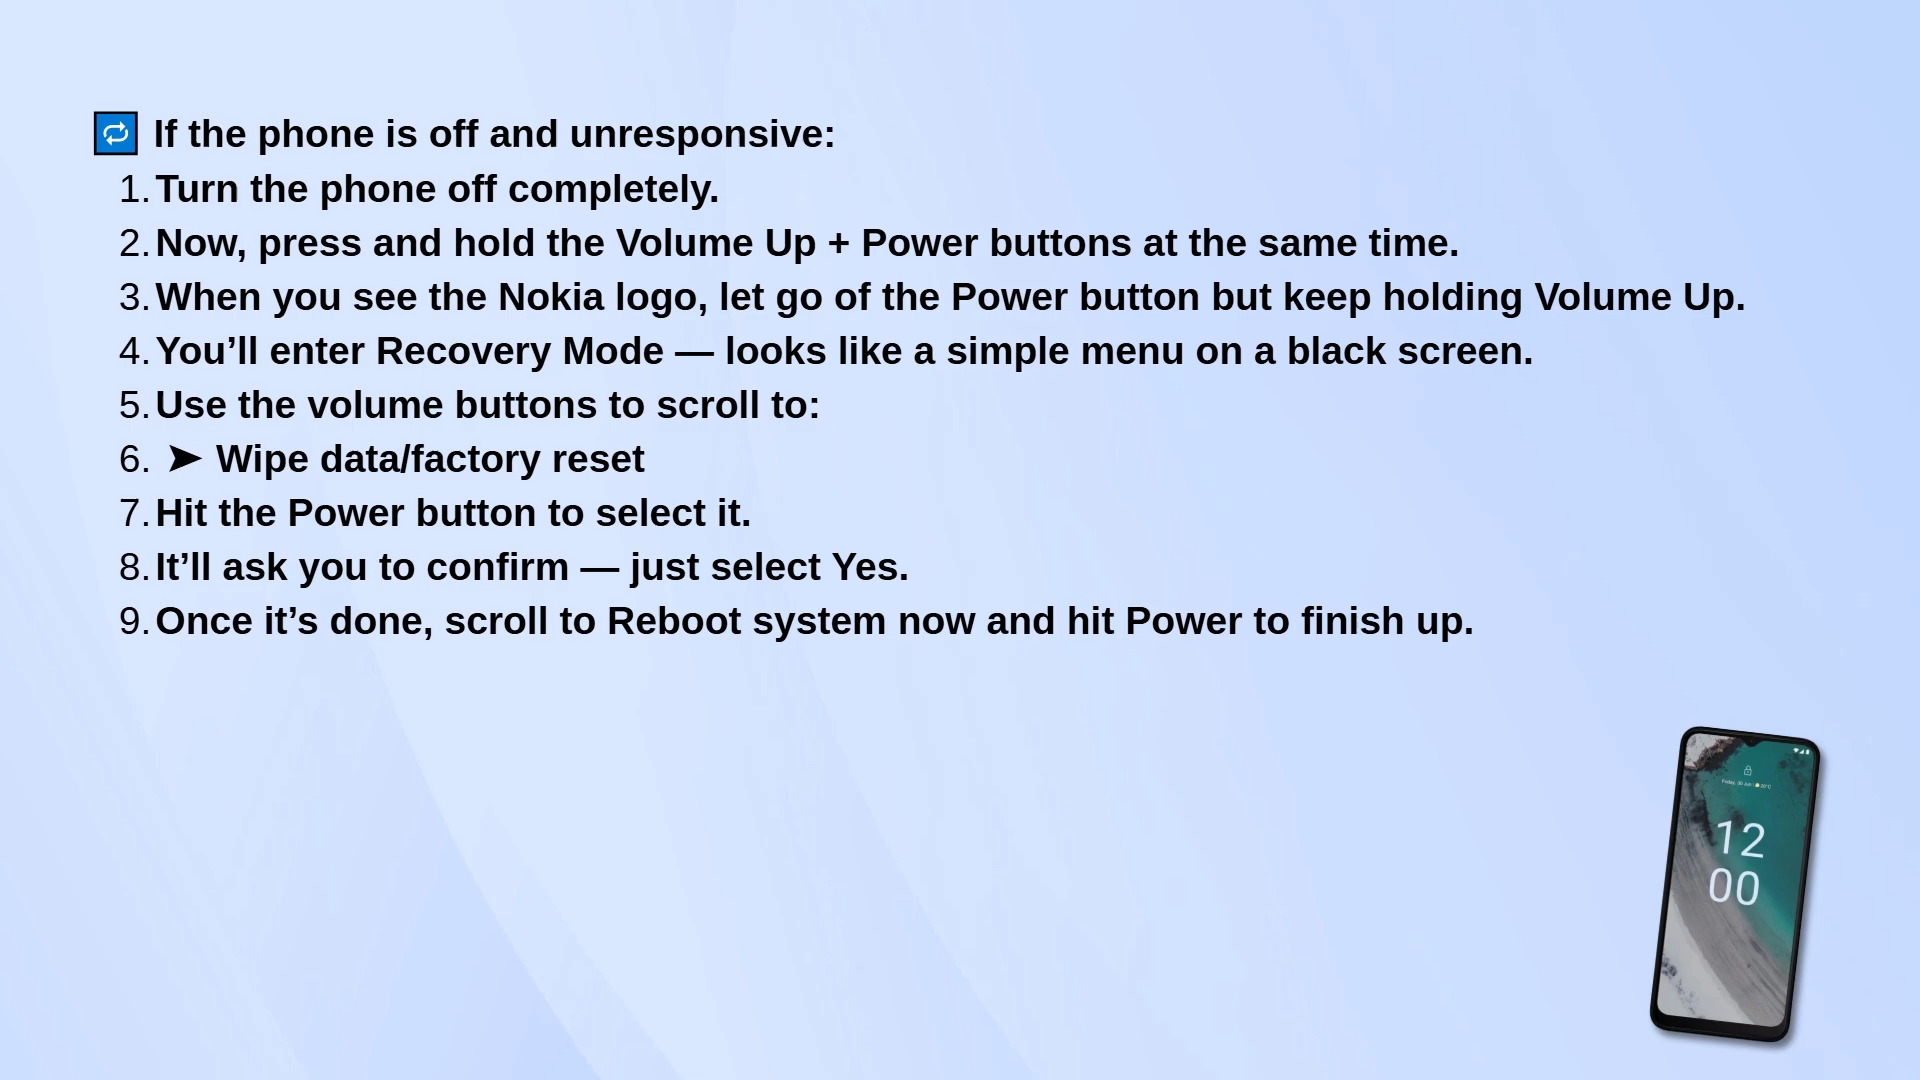 🔁 If the phone is off and unresponsive:
1. Turn the phone off completely.
2. Now, press and hold the Volume Up + Power buttons at the same time.
3. When you see the Nokia logo, let go of the Power button but keep holding Volume Up.
4. You’ll enter Recovery Mode — looks like a simple menu on a black screen.
5. Use the volume buttons to scroll to:
6. ➤ Wipe data/factory reset
7. Hit the Power button to select it.
8. It’ll ask you to confirm — just select Yes.
9. Once it’s done, scroll to Reboot system now and hit Power to finish up.
12
00